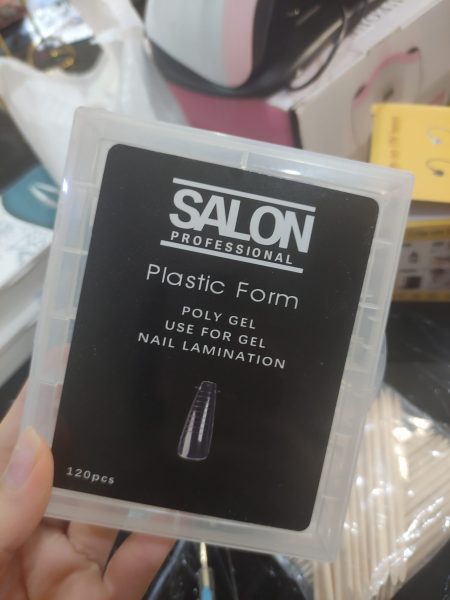 SALON
PROFESSIONAL
Plastic Form
POLY GEL
USE FOR GEL
NAIL LAMINATION
120pcs